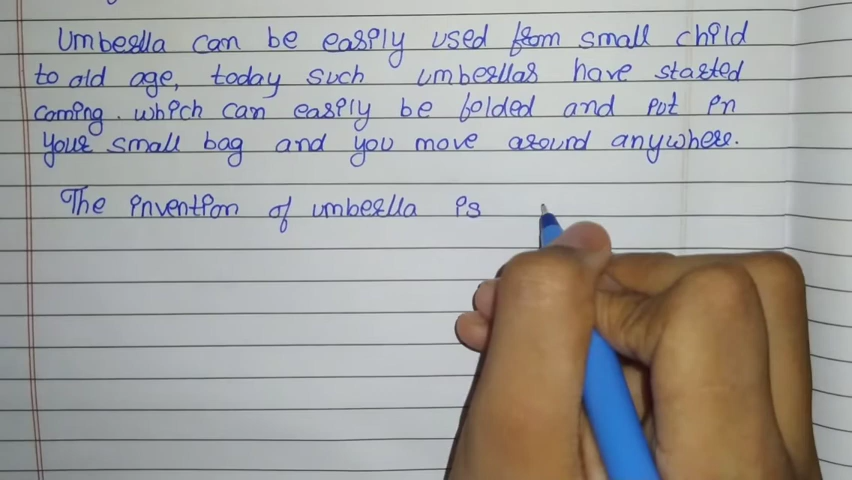 Umbrella can be easily used from small child
to old age, today such umbrellas have started
coming. which can easily be folded and put in
your small bag and you move around anywhere.
The invention of umbrella is